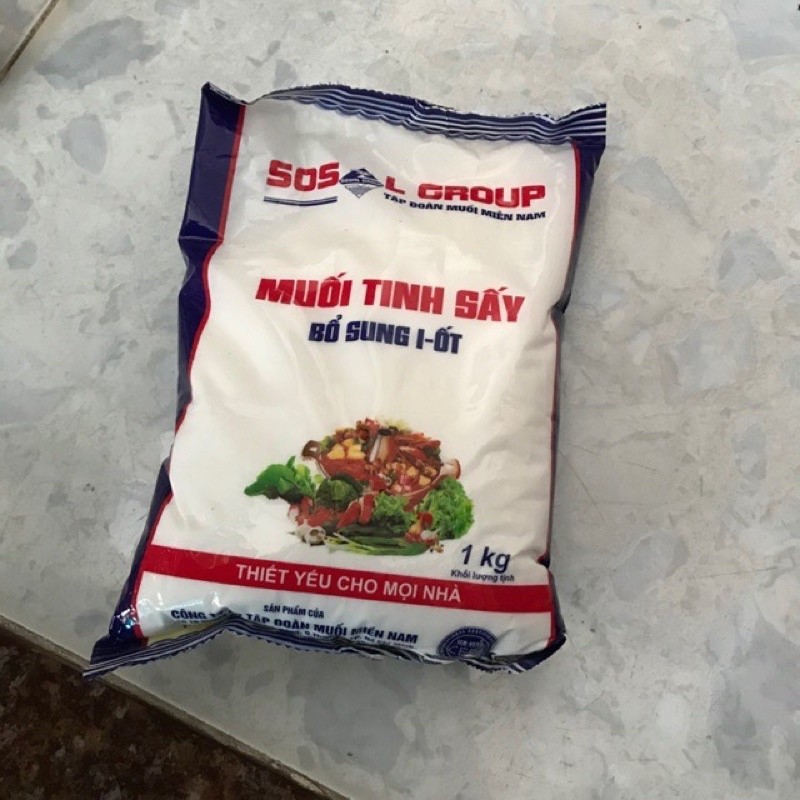 SOSAL GROUP
TẬP ĐOÀN MUỐI MIỀN NAM
MUỐI TINH SẤY
BỔ SUNG I-ỐT
1 kg
Khối lượng tịnh
THIẾT YẾU CHO MỌI NHÀ
SẢN PHẨM CỦA
CÔNG TẬP ĐOÀN MUỐI MIỀN NAM